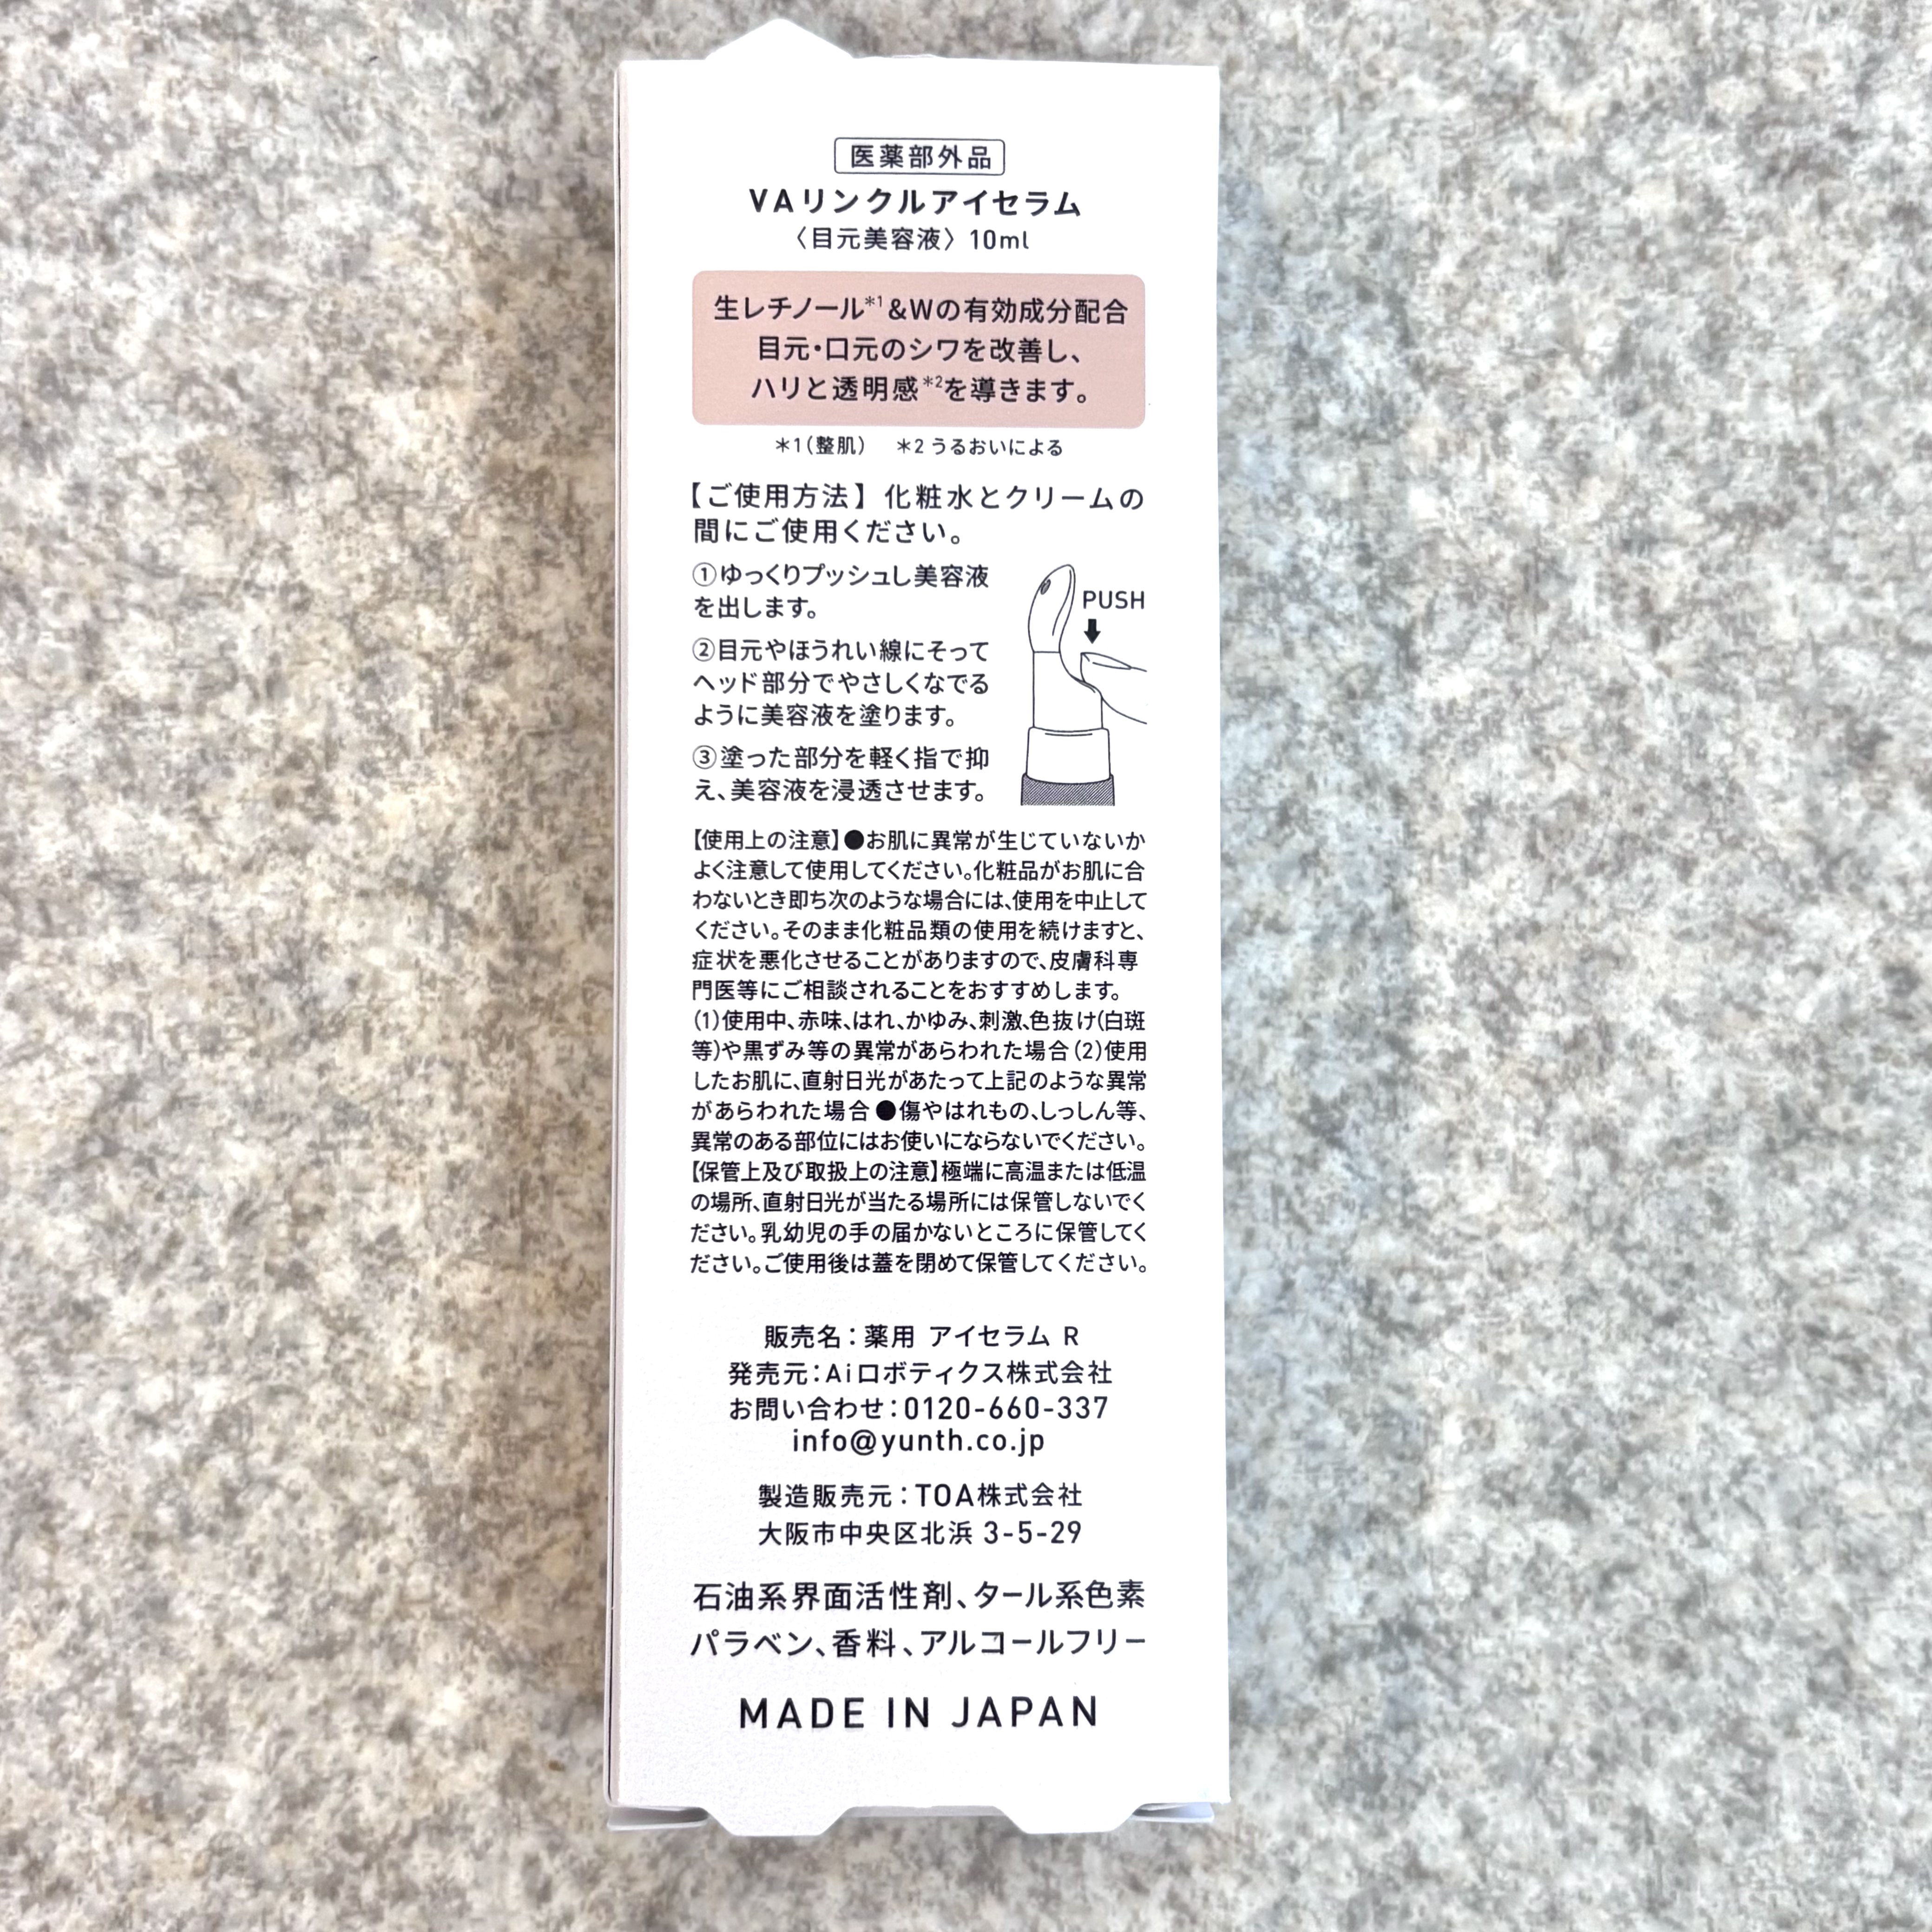 医薬部外品
VAリンクルアイセラム
〈目元美容液〉10ml
生レチノール*1&Wの有効成分配合
目元・口元のシワを改善し、
ハリと透明感*2を導きます。
*1(整肌) *2 うるおいによる
【ご使用方法】化粧水とクリームの
間にご使用ください。
①ゆっくりプッシュし美容液
を出します。
PUSH
②目元やほうれい線にそって
ヘッド部分でやさしくなでる
ように美容液を塗ります。
③塗った部分を軽く指で抑
え、美容液を浸透させます。
【使用上の注意】●お肌に異常が生じていないか
よく注意して使用してください。化粧品がお肌に合
わないとき即ち次のような場合には、使用を中止して
ください。そのまま化粧品類の使用を続けますと、
症状を悪化させることがありますので、皮膚科専
門医等にご相談されることをおすすめします。
(1)使用中、赤味、はれ、かゆみ、刺激、色抜け(白斑
等)や黒ずみ等の異常があらわれた場合(2)使用
したお肌に、直射日光があたって上記のような異常
があらわれた場合●傷やはれもの、しっしん等、
異常のある部位にはお使いにならないでください。
【保管上及び取扱上の注意】極端に高温または低温
の場所、直射日光が当たる場所には保管しないでく
ださい。乳幼児の手の届かないところに保管してく
ださい。ご使用後は蓋を閉めて保管してください。
販売名：薬用 アイセラム R
発売元：Aiロボティクス株式会社
お問い合わせ：0120-660-337
info@yunth.co.jp
製造販売元：TOA株式会社
大阪市中央区北浜 3-5-29
石油系界面活性剤、タール系色素
パラベン、香料、アルコールフリー
MADE IN JAPAN